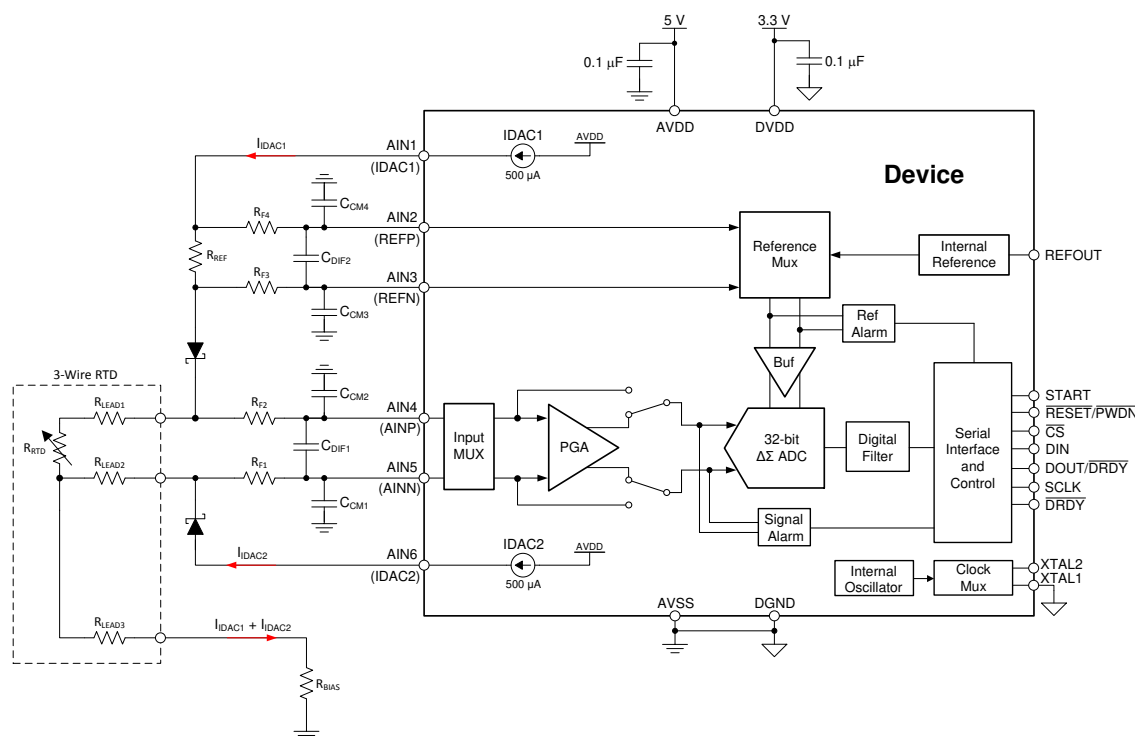 5 V
3.3 V
0.1 µF
0.1 µF
AVDD
DVDD
Device
IIDAC1
AIN1
(IDAC1)
IDAC1
500 µA
AVDD
RREF
RF4
CCM4
AIN2
(REFP)
CDIF2
RF3
AIN3
(REFN)
CCM3
Reference
Mux
Internal
Reference
REFOUT
Ref
Alarm
Buf
3-Wire RTD
RLEAD1
RRTD
RLEAD2
RLEAD3
RF2
CCM2
AIN4
(AINP)
CDIF1
RF1
AIN5
(AINN)
CCM1
Input
MUX
PGA
32-bit
ΔΣ ADC
Digital
Filter
Serial
Interface
and
Control
START
RESET/PWDN
CS
DIN
DOUT/DRDY
SCLK
DRDY
Signal
Alarm
IIDAC2
AIN6
(IDAC2)
IDAC2
500 µA
AVDD
Internal
Oscillator
Clock
Mux
XTAL2
XTAL1
AVSS
DGND
IIDAC1 + IIDAC2
RBIAS